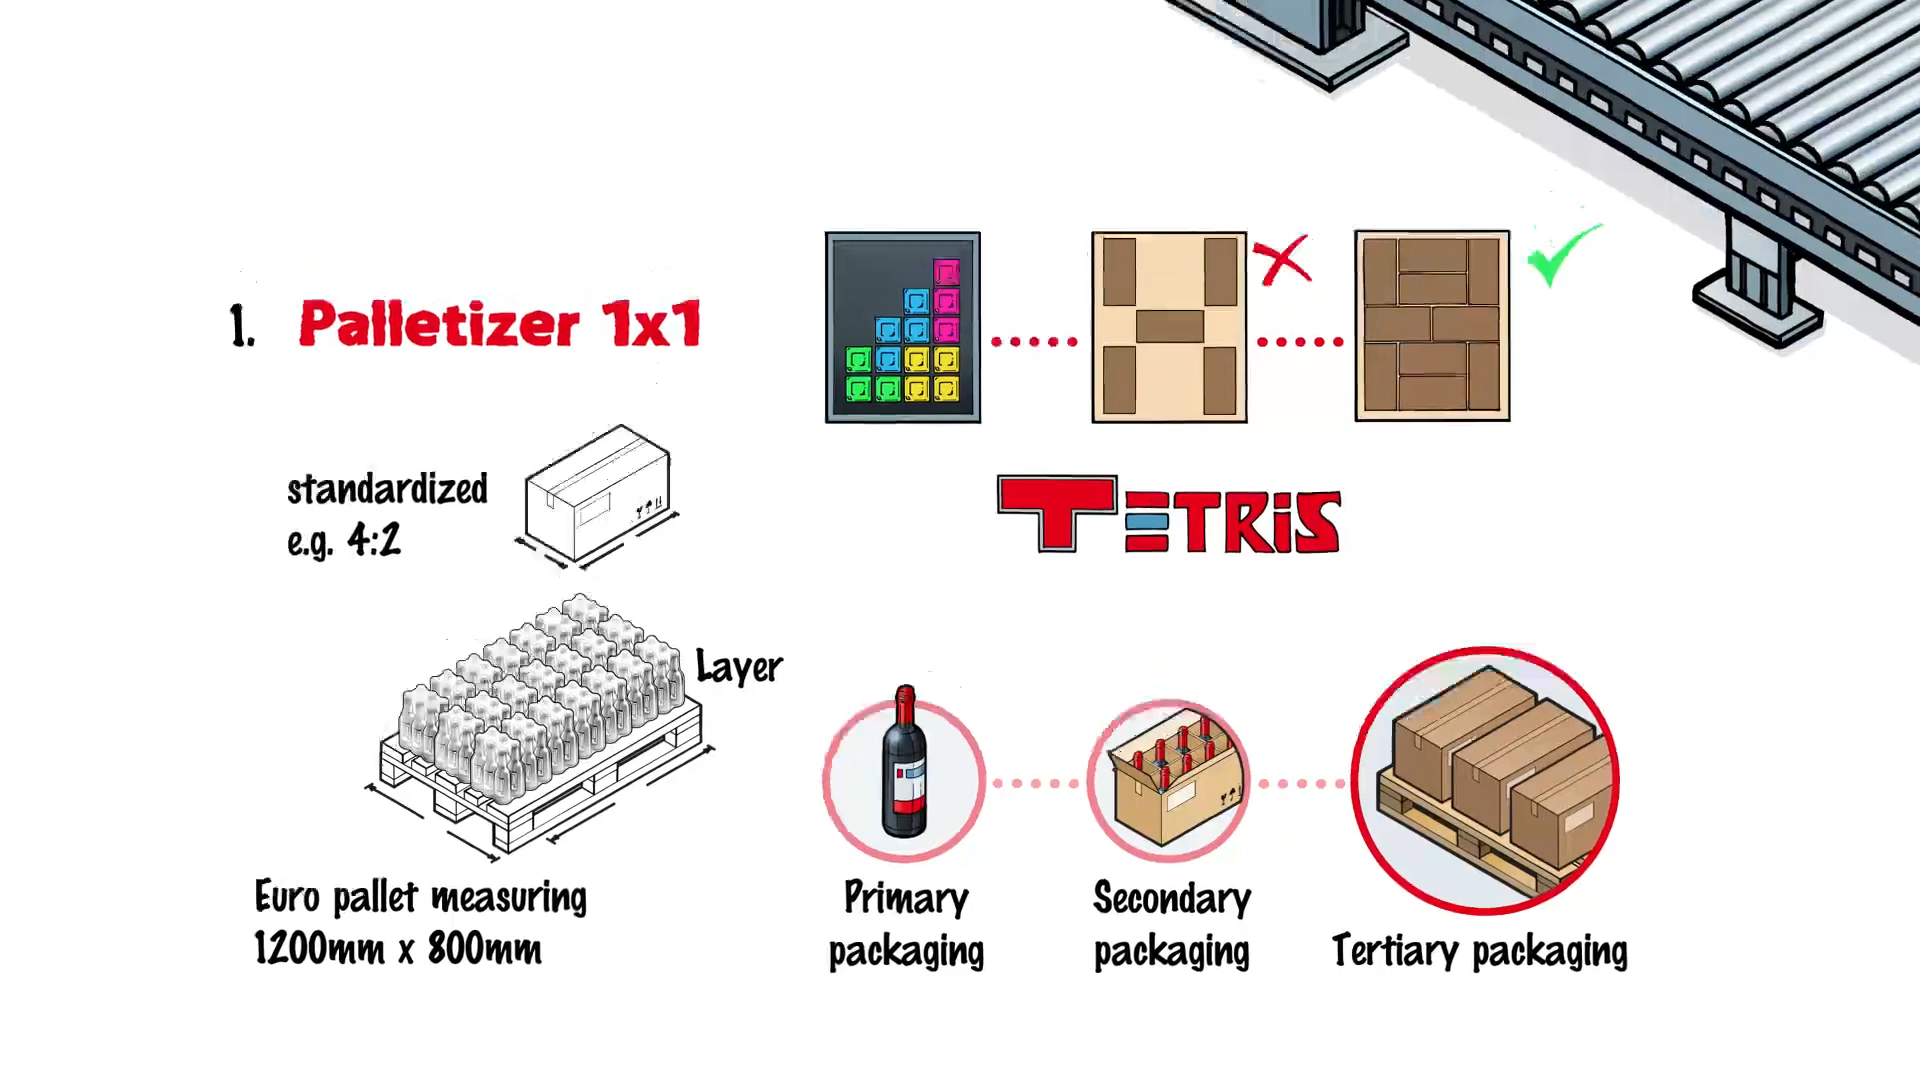 1. Palletizer 1x1
standardized
e.g. 4:2
TETRiS
Layer
Euro pallet measuring
1200mm x 800mm
Primary
packaging
Secondary
packaging
Tertiary packaging